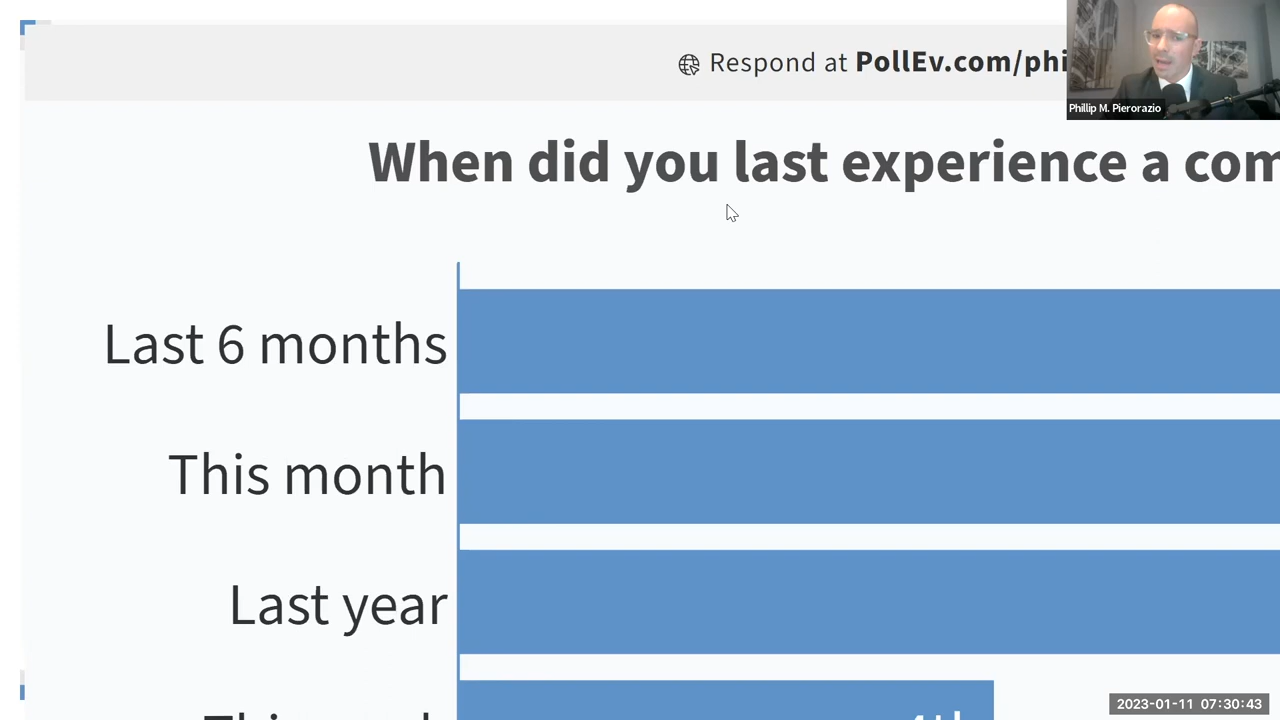 Respond at PollEv.com/phi
Phillip M. Pierorazio
When did you last experience a com
Last 6 months
This month
Last year
4th
2023-01-11 07:30:43